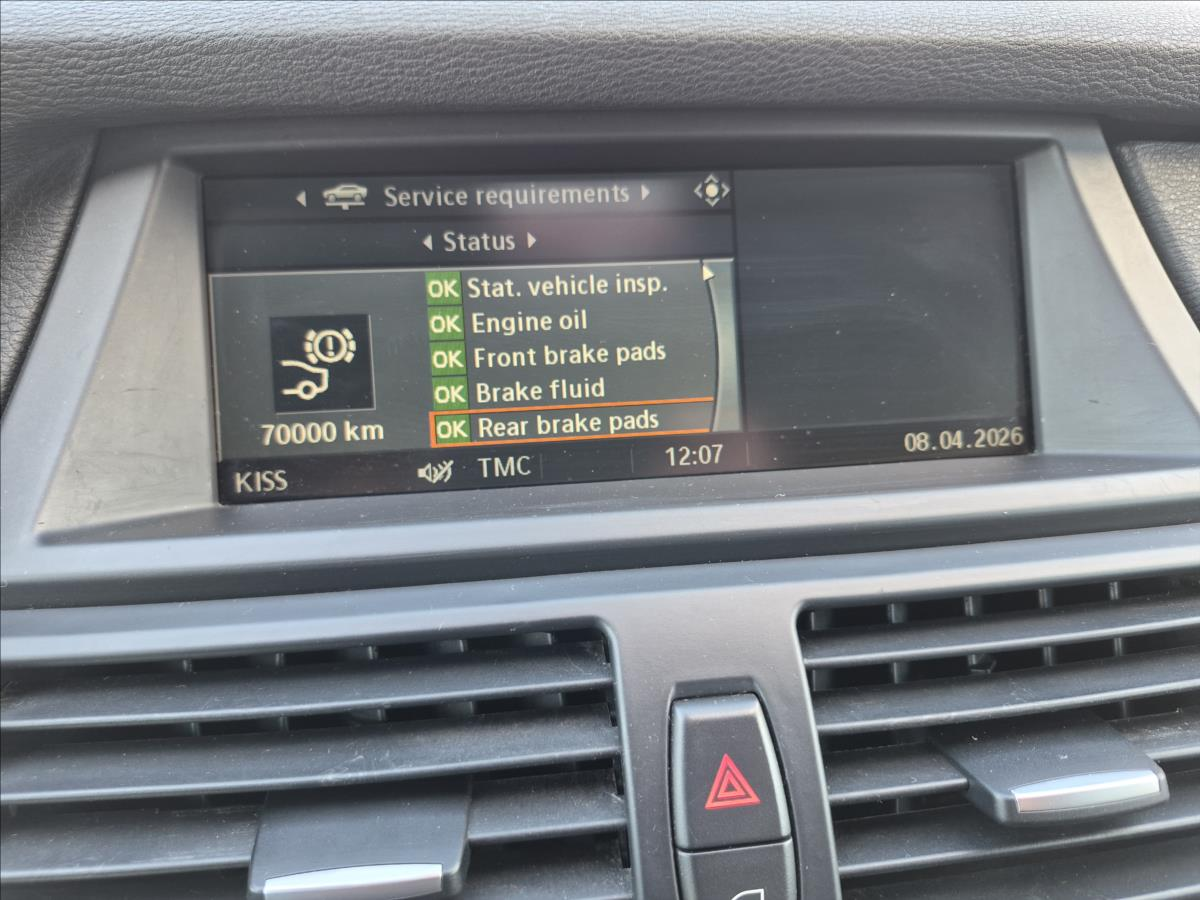 Service requirements
Status
OK Stat. vehicle insp.
OK Engine oil
OK Front brake pads
OK Brake fluid
OK Rear brake pads
70000 km
KISS TMC 12:07 08.04.2026